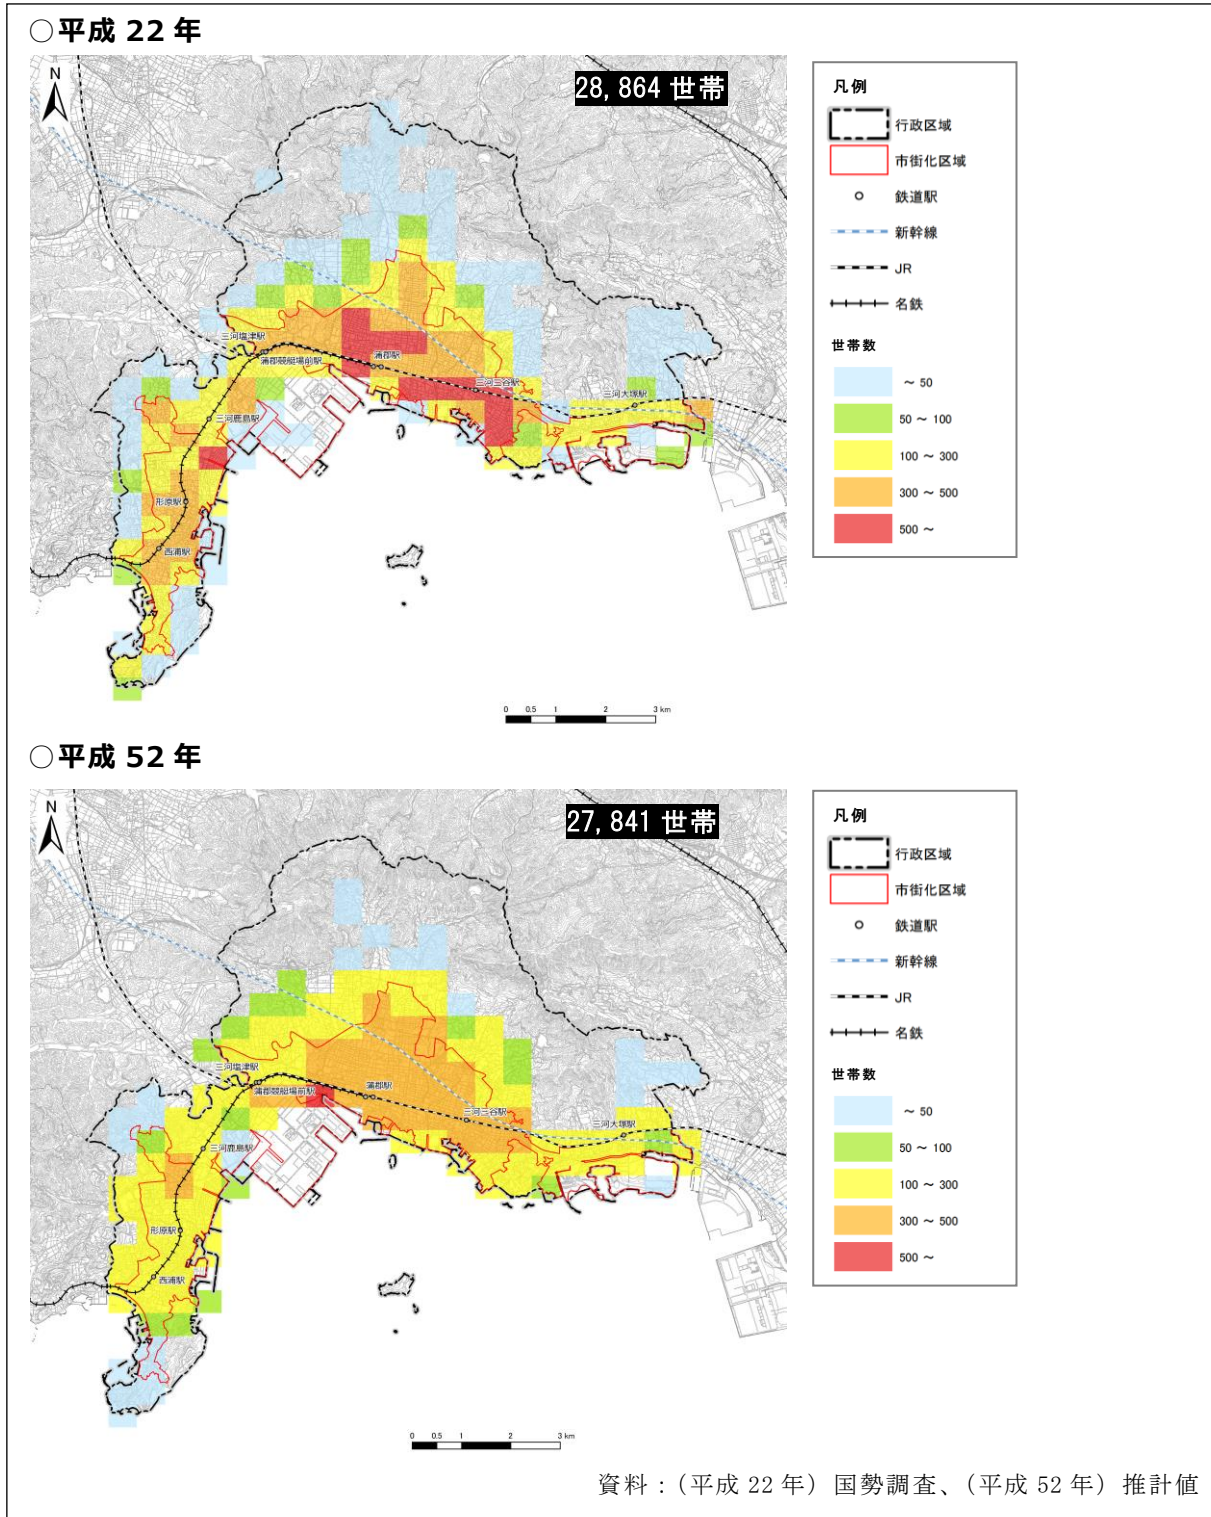 ○平成 22 年
28,864 世帯
N
三河塩津駅
蒲郡競艇場前駅
蒲郡駅
三河三谷駅
三河大塚駅
三河鹿島駅
形原駅
西浦駅
0 0.5 1 2 3 km
凡例
行政区域
市街化区域
鉄道駅
新幹線
JR
名鉄
世帯数
～ 50
50 ～ 100
100 ～ 300
300 ～ 500
500 ～
○平成 52 年
27,841 世帯
N
三河塩津駅
蒲郡競艇場前駅
蒲郡駅
三河三谷駅
三河大塚駅
三河鹿島駅
形原駅
西浦駅
0 0.5 1 2 3 km
凡例
行政区域
市街化区域
鉄道駅
新幹線
JR
名鉄
世帯数
～ 50
50 ～ 100
100 ～ 300
300 ～ 500
500 ～
資料：（平成 22 年）国勢調査、（平成 52 年）推計値